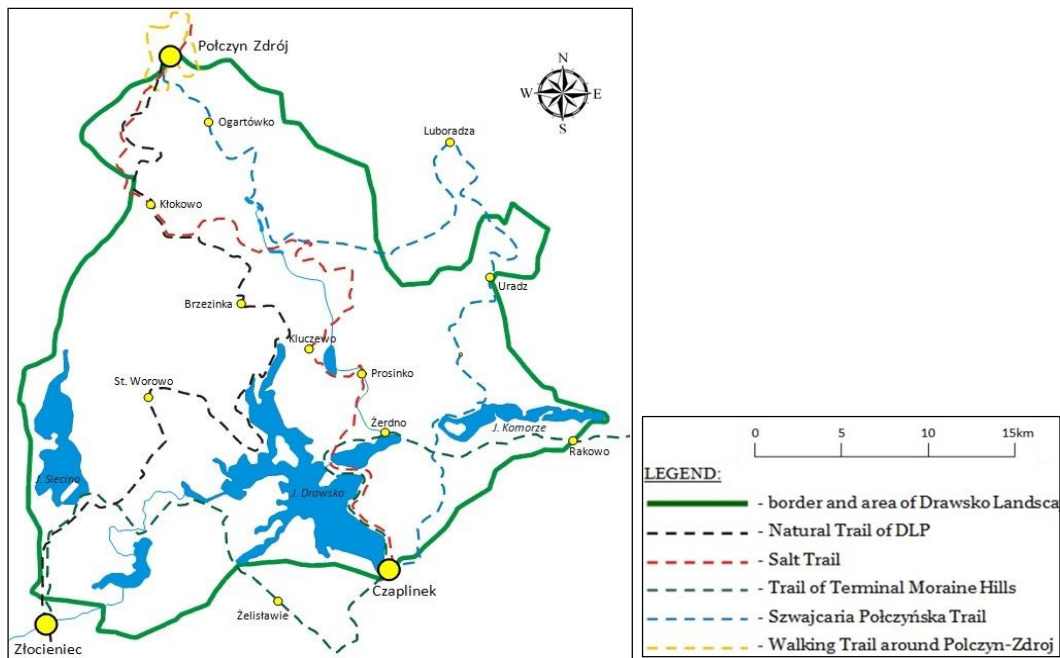 Połczyn Zdrój
N
W E
S
Ogartówko
Luboradza
Kłokowo
Uradz
Brzezinka
Kluczewo
Prosinko
St. Worowo
Żerdno
J. Komorze
Rakowo
J. Siecino
J. Drawsko
Czaplinek
Żelisławie
Złocieniec
0 5 10 15km
LEGEND:
- border and area of Drawsko Landsca
- Natural Trail of DLP
- Salt Trail
- Trail of Terminal Moraine Hills
- Szwajcaria Połczyńska Trail
- Walking Trail around Polczyn-Zdroj